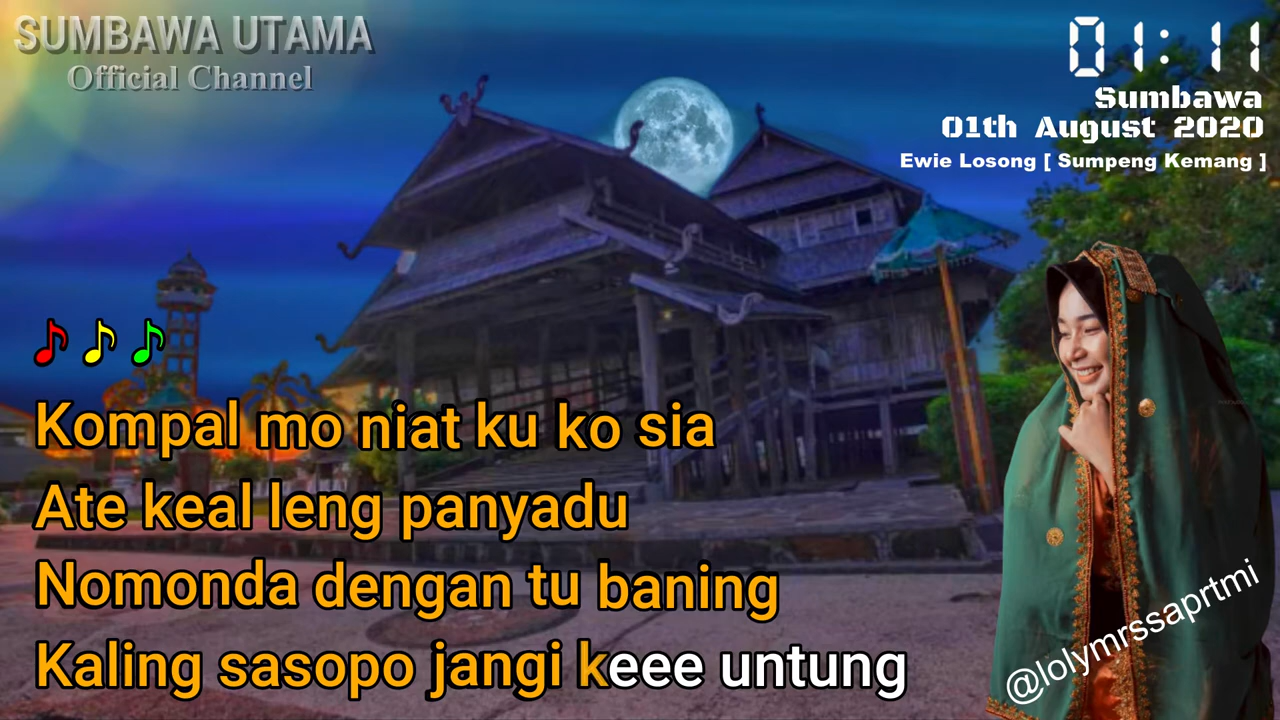 SUMBAWA UTAMA
Official Channel
01:11
Sumbawa
01th August 2020
Ewie Losong [ Sumpeng Kemang ]
Kompal mo niat ku ko sia
Ate keal leng panyadu
Nomonda dengan tu baning
Kaling sasopo jangi keee untung
@lolymrssaprtmi